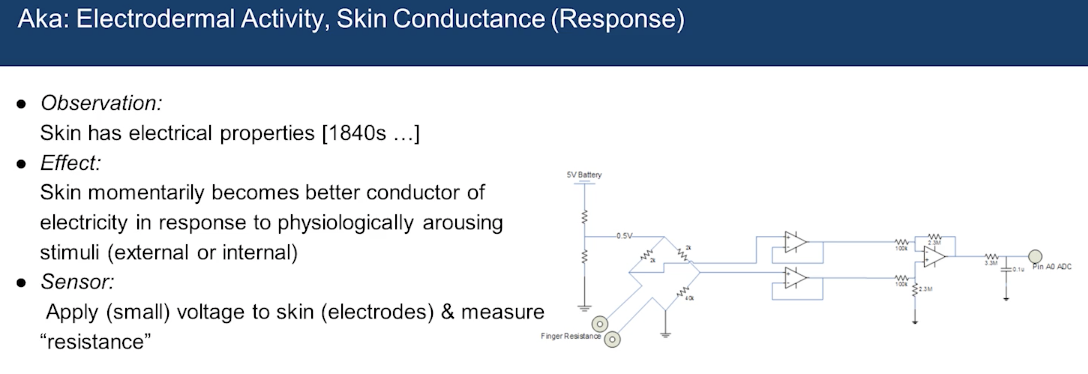 Aka: Electrodermal Activity, Skin Conductance (Response)
● Observation:
Skin has electrical properties [1840s …]
● Effect:
Skin momentarily becomes better conductor of
electricity in response to physiologically arousing
stimuli (external or internal)
● Sensor:
Apply (small) voltage to skin (electrodes) & measure
“resistance”
5V Battery
0.5V
2k
2k
40k
Finger Resistance
100k
2.3M
100k
2.3M
3.3M
0.1u
Pin A0 ADC